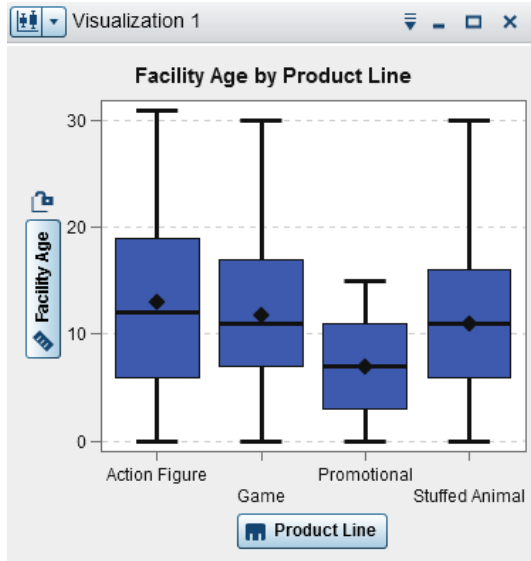 Visualization 1
Facility Age by Product Line
30
20
10
0
Facility Age
Action Figure
Game
Promotional
Stuffed Animal
Product Line